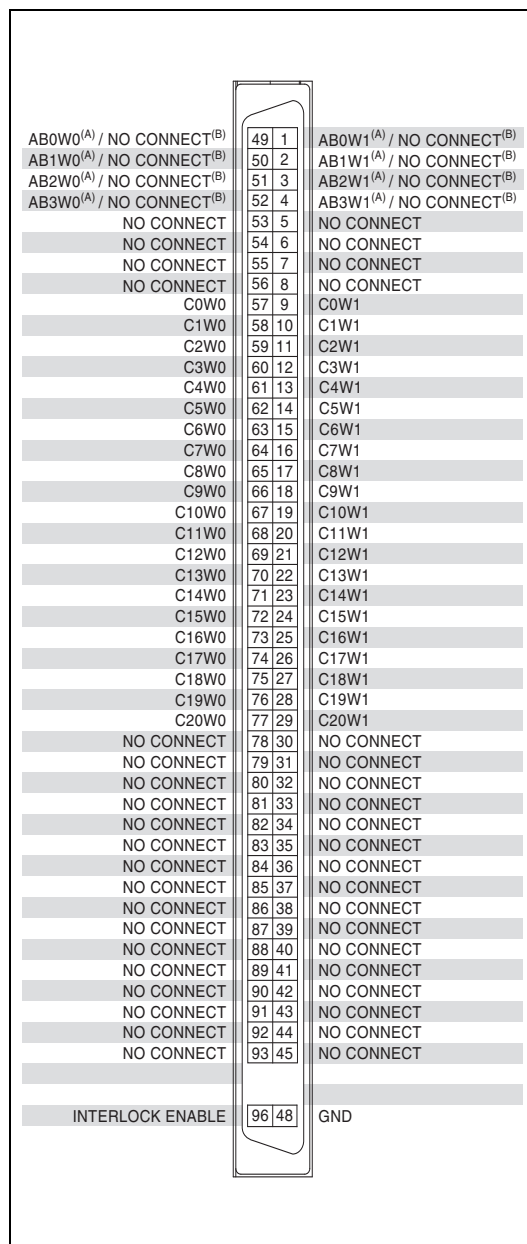 AB0W0(A) / NO CONNECT(B) 49 1 AB0W1(A) / NO CONNECT(B)
AB1W0(A) / NO CONNECT(B) 50 2 AB1W1(A) / NO CONNECT(B)
AB2W0(A) / NO CONNECT(B) 51 3 AB2W1(A) / NO CONNECT(B)
AB3W0(A) / NO CONNECT(B) 52 4 AB3W1(A) / NO CONNECT(B)
NO CONNECT 53 5 NO CONNECT
NO CONNECT 54 6 NO CONNECT
NO CONNECT 55 7 NO CONNECT
NO CONNECT 56 8 NO CONNECT
C0W0 57 9 C0W1
C1W0 58 10 C1W1
C2W0 59 11 C2W1
C3W0 60 12 C3W1
C4W0 61 13 C4W1
C5W0 62 14 C5W1
C6W0 63 15 C6W1
C7W0 64 16 C7W1
C8W0 65 17 C8W1
C9W0 66 18 C9W1
C10W0 67 19 C10W1
C11W0 68 20 C11W1
C12W0 69 21 C12W1
C13W0 70 22 C13W1
C14W0 71 23 C14W1
C15W0 72 24 C15W1
C16W0 73 25 C16W1
C17W0 74 26 C17W1
C18W0 75 27 C18W1
C19W0 76 28 C19W1
C20W0 77 29 C20W1
NO CONNECT 78 30 NO CONNECT
NO CONNECT 79 31 NO CONNECT
NO CONNECT 80 32 NO CONNECT
NO CONNECT 81 33 NO CONNECT
NO CONNECT 82 34 NO CONNECT
NO CONNECT 83 35 NO CONNECT
NO CONNECT 84 36 NO CONNECT
NO CONNECT 85 37 NO CONNECT
NO CONNECT 86 38 NO CONNECT
NO CONNECT 87 39 NO CONNECT
NO CONNECT 88 40 NO CONNECT
NO CONNECT 89 41 NO CONNECT
NO CONNECT 90 42 NO CONNECT
NO CONNECT 91 43 NO CONNECT
NO CONNECT 92 44 NO CONNECT
NO CONNECT 93 45 NO CONNECT
INTERLOCK ENABLE 96 48 GND